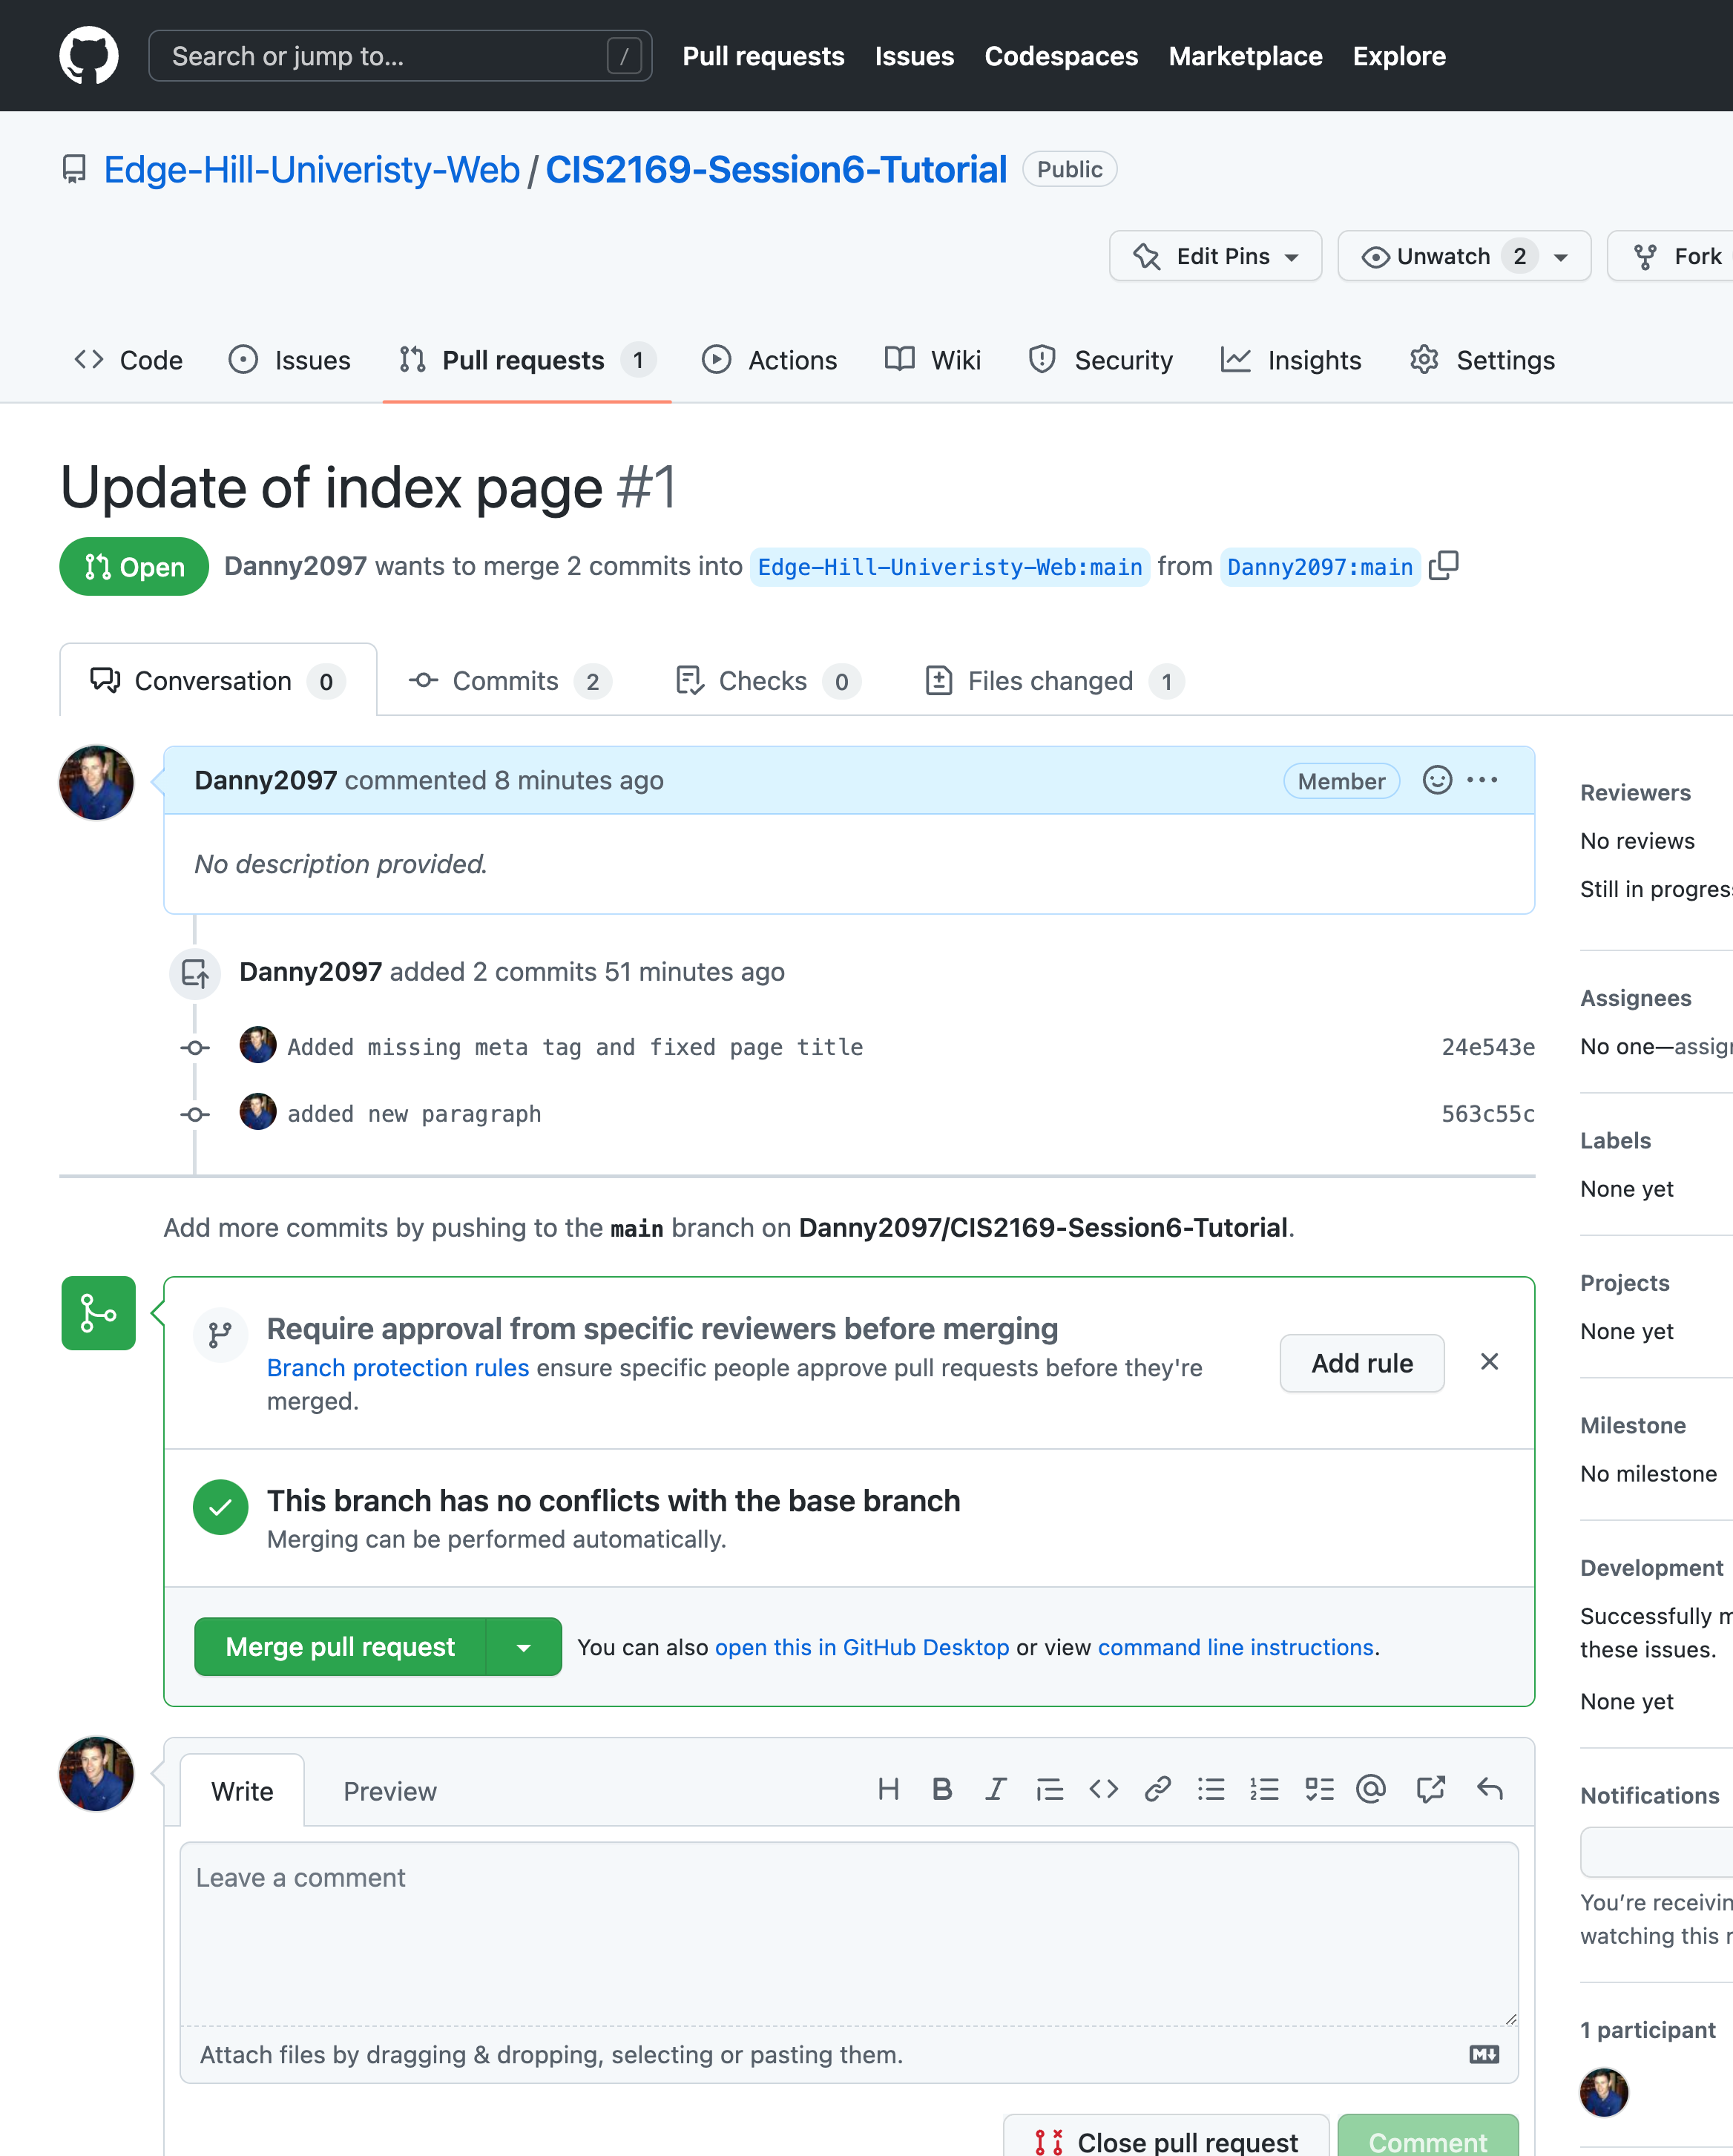 Search or jump to... /
Pull requests Issues Codespaces Marketplace Explore
Edge-Hill-Univeristy-Web / CIS2169-Session6-Tutorial Public
Edit Pins Unwatch 2 Fork
Code Issues Pull requests 1 Actions Wiki Security Insights Settings
Update of index page #1
Open Danny2097 wants to merge 2 commits into Edge-Hill-Univeristy-Web:main from Danny2097:main
Conversation 0 Commits 2 Checks 0 Files changed 1
Danny2097 commented 8 minutes ago Member
No description provided.
Danny2097 added 2 commits 51 minutes ago
Added missing meta tag and fixed page title 24e543e
added new paragraph 563c55c
Add more commits by pushing to the main branch on Danny2097/CIS2169-Session6-Tutorial.
Require approval from specific reviewers before merging
Branch protection rules ensure specific people approve pull requests before they're
merged.
Add rule
This branch has no conflicts with the base branch
Merging can be performed automatically.
Merge pull request You can also open this in GitHub Desktop or view command line instructions.
Write Preview
Leave a comment
Attach files by dragging & dropping, selecting or pasting them.
Close pull request Comment
Reviewers
No reviews
Still in
Assignees
No one—
Labels
None yet
Projects
None yet
Milestone
No milestone
Development
Successfully
these issues.
None yet
Notifications
You're
watching this
1 participant